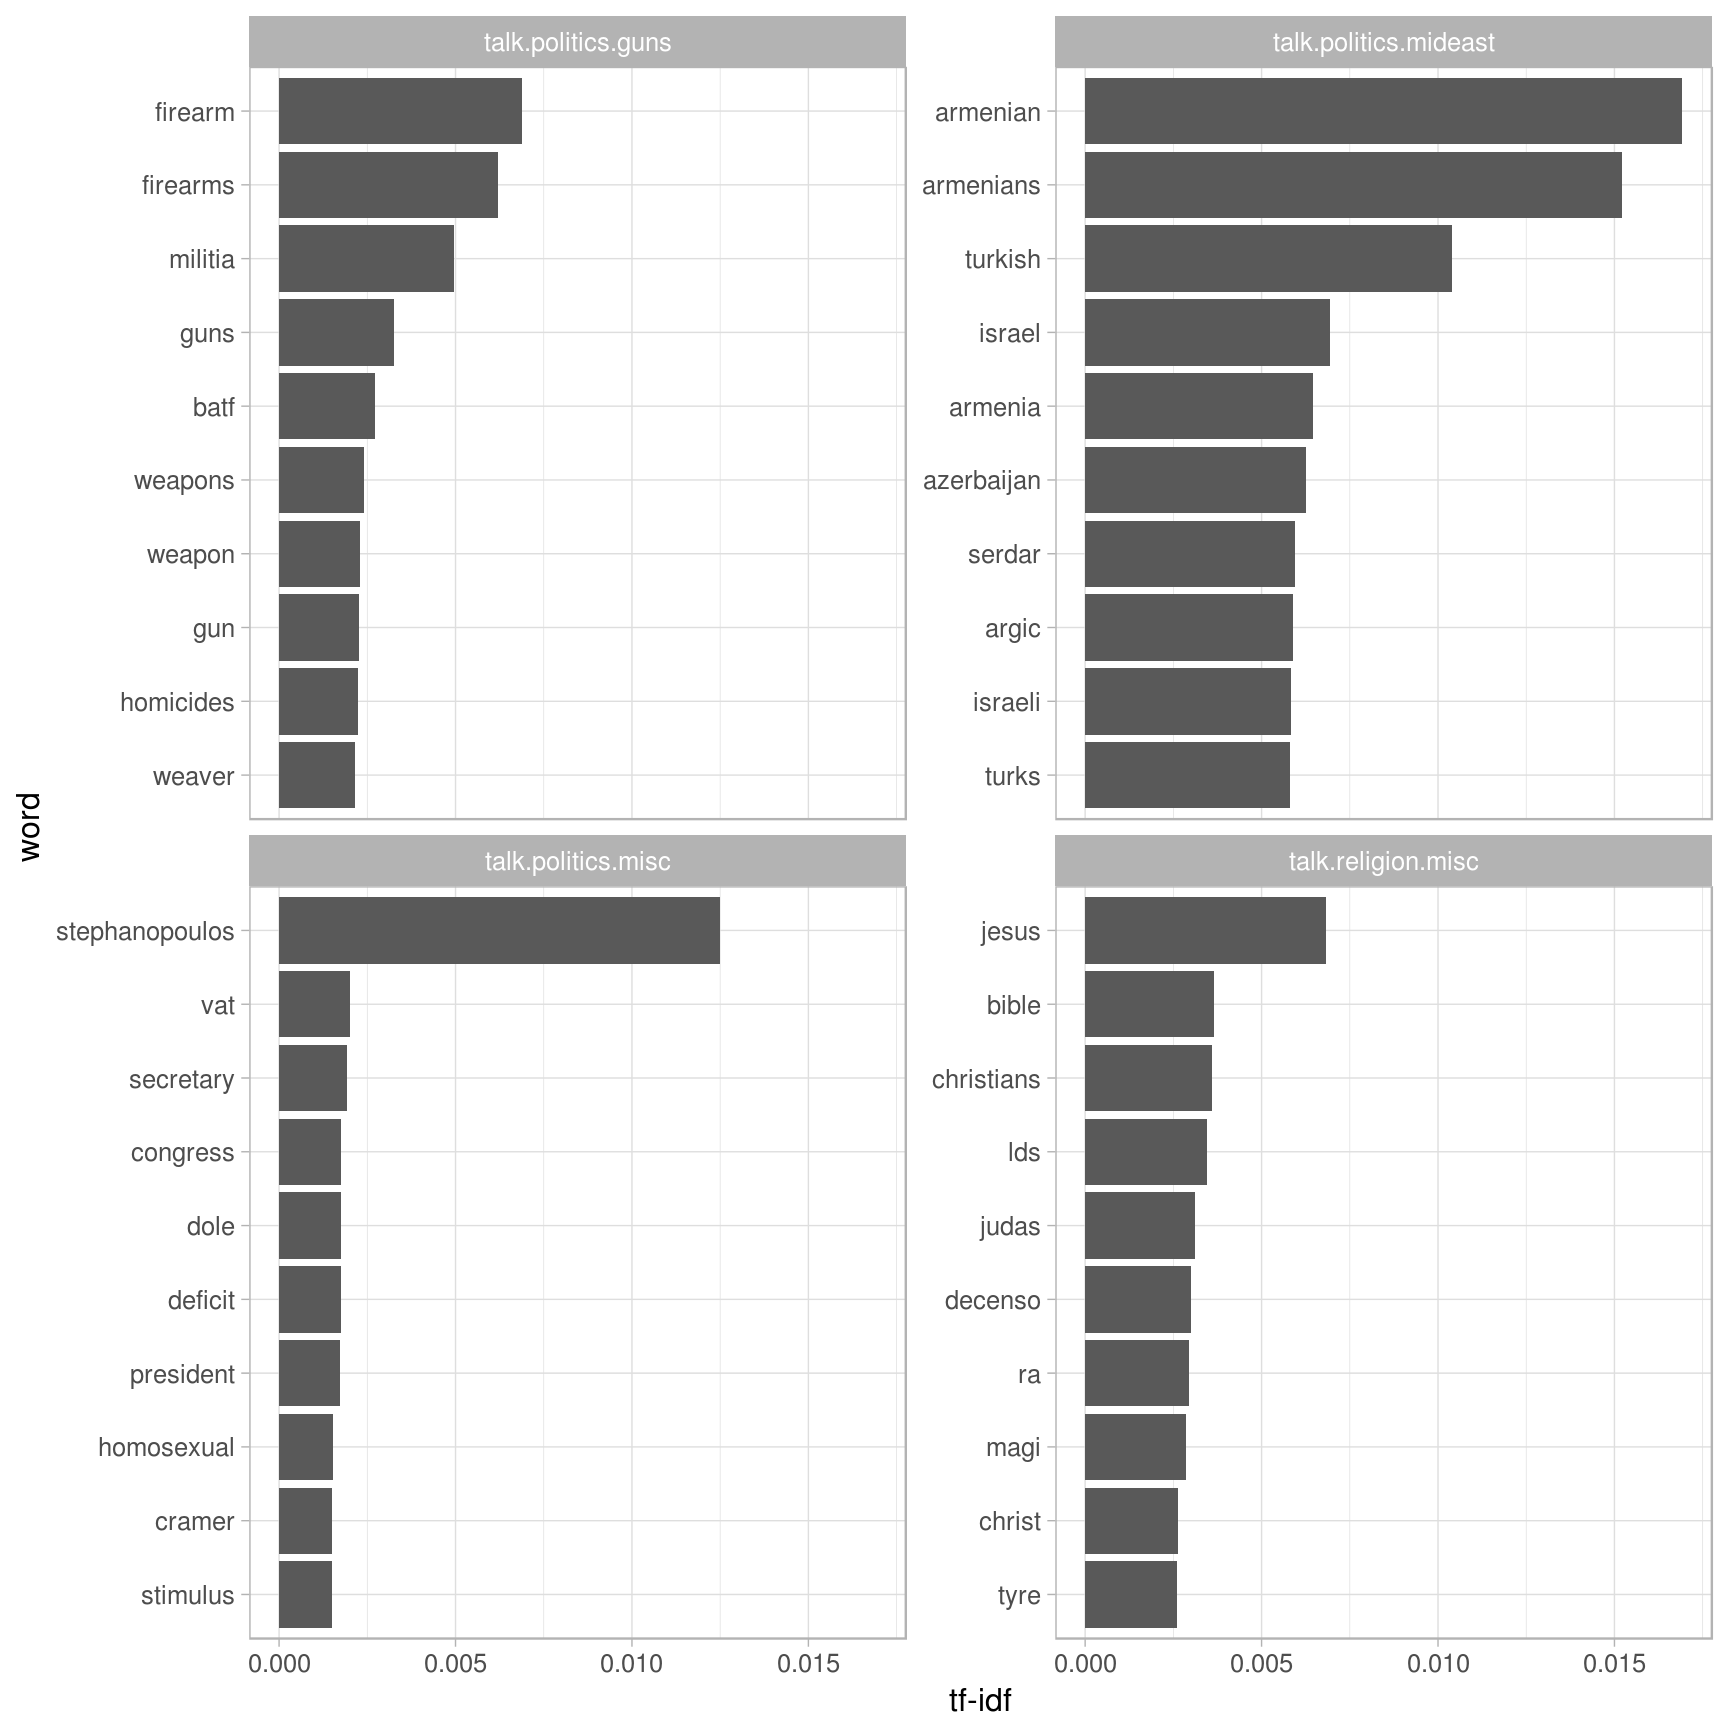 talk.politics.guns
firearm
firearms
militia
guns
batf
weapons
weapon
gun
homicides
weaver
talk.politics.mideast
armenian
armenians
turkish
israel
armenia
azerbaijan
serdar
argic
israeli
turks
talk.politics.misc
stephanopoulos
vat
secretary
congress
dole
deficit
president
homosexual
cramer
stimulus
0.000 0.005 0.010 0.015
talk.religion.misc
jesus
bible
christians
lds
judas
decenso
ra
magi
christ
tyre
0.000 0.005 0.010 0.015
tf-idf
word